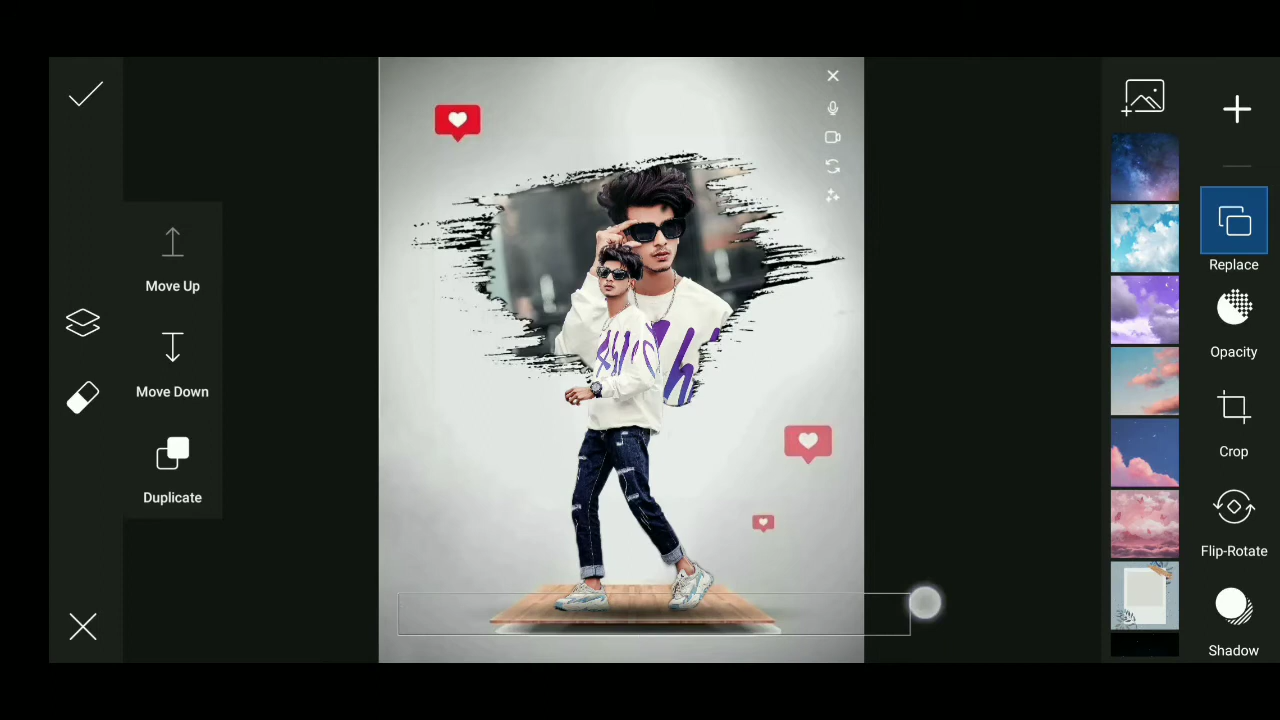 Move Up
Move Down
Duplicate
Replace
Opacity
Crop
Flip-Rotate
Shadow